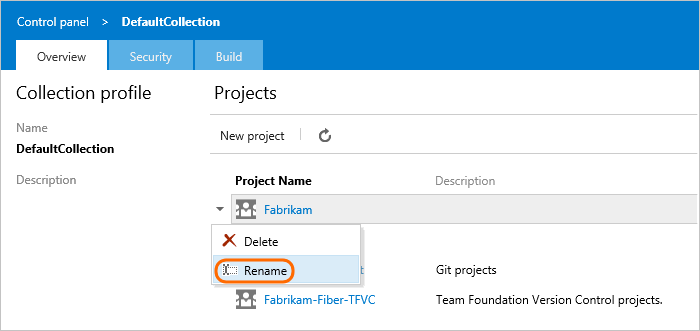 Control panel > DefaultCollection
Overview Security Build
Collection profile Projects
Name
New project
DefaultCollection
Description
Project Name Description
Fabrikam
Delete
Rename Git projects
Fabrikam-Fiber-TFVC Team Foundation Version Control projects.